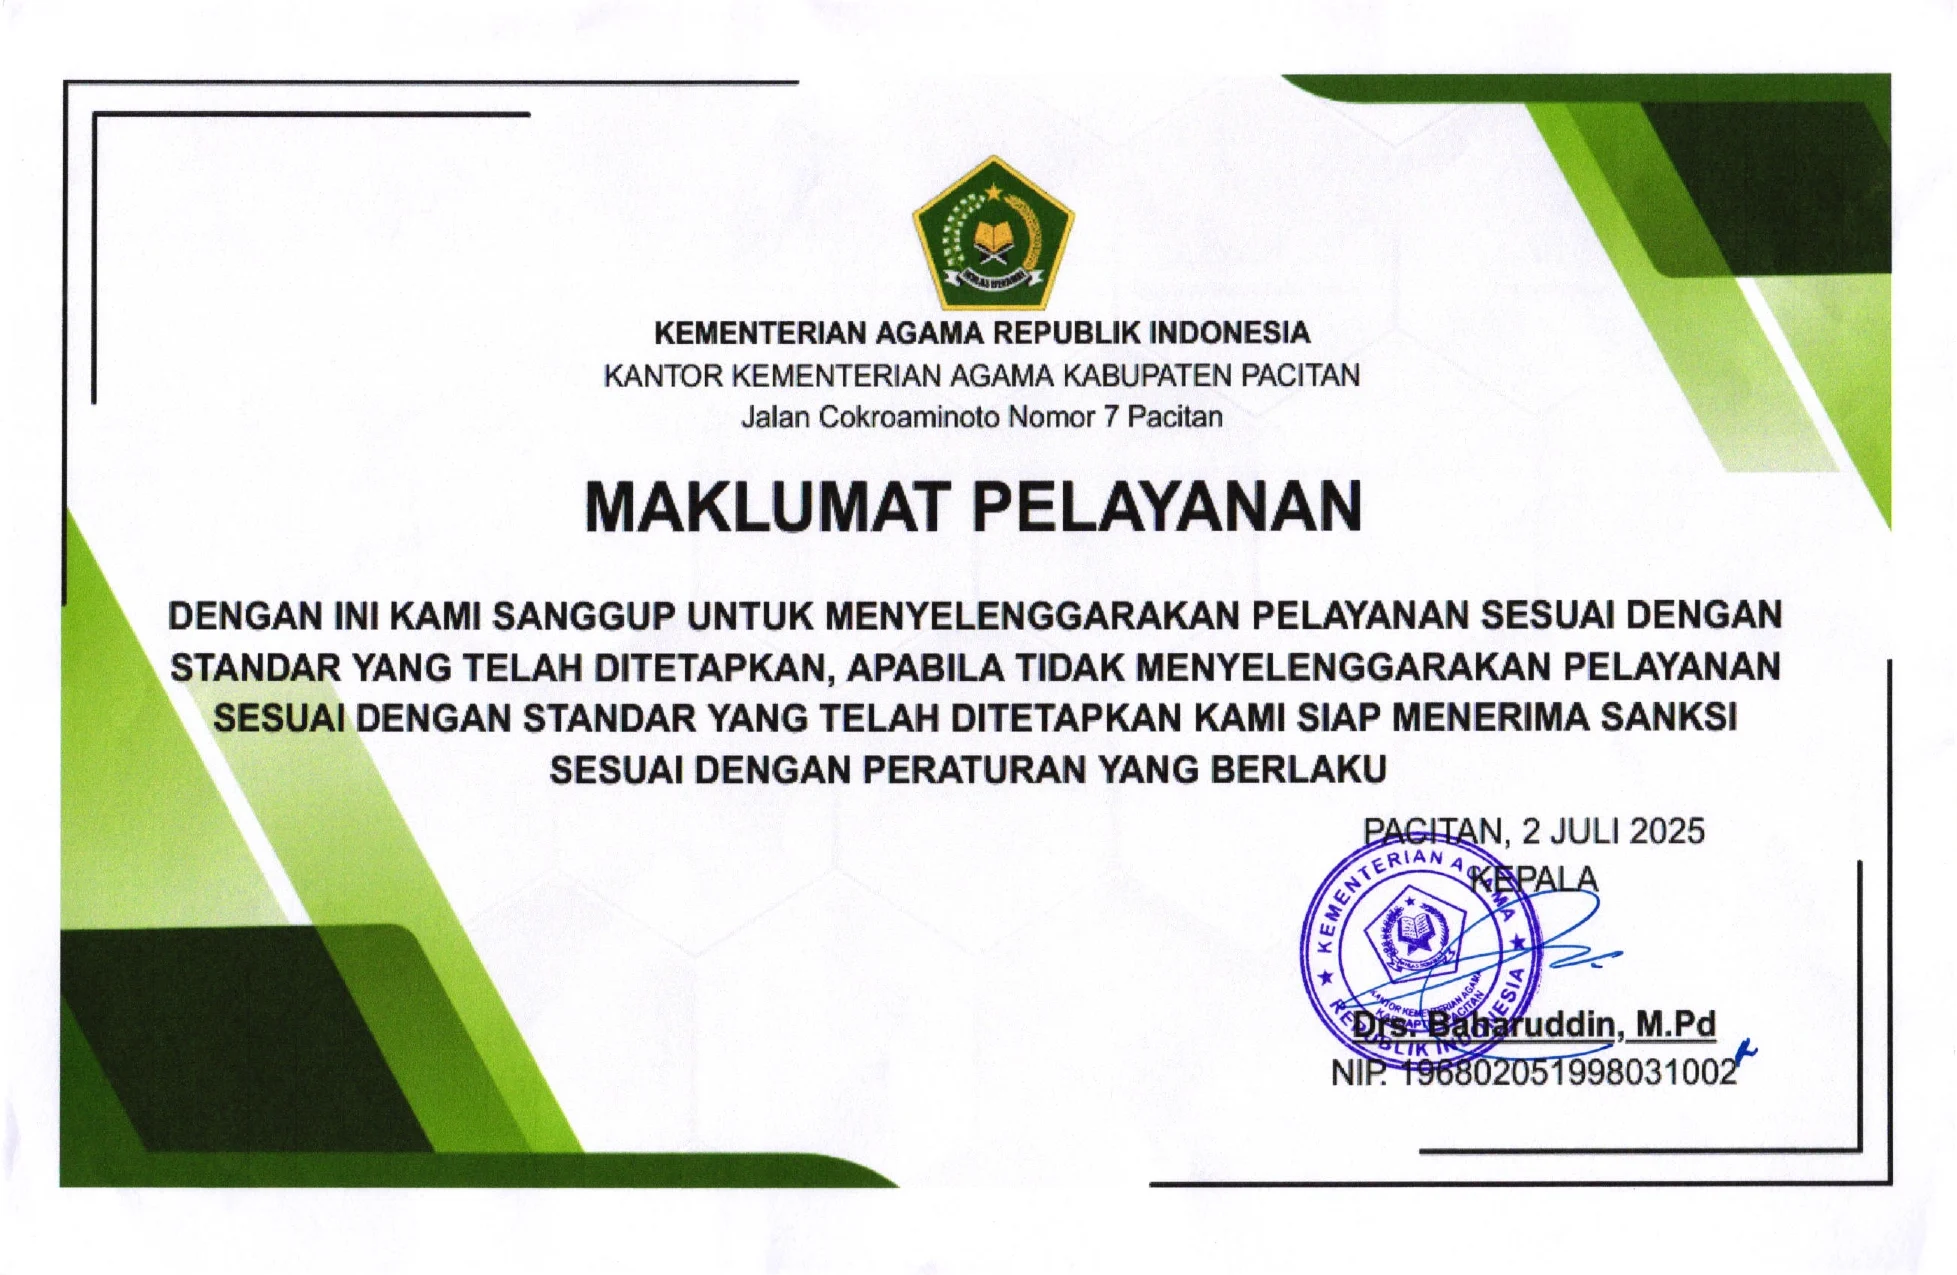 IKHLAS BERAMAL
KEMENTERIAN AGAMA REPUBLIK INDONESIA
KANTOR KEMENTERIAN AGAMA KABUPATEN PACITAN
Jalan Cokroaminoto Nomor 7 Pacitan
MAKLUMAT PELAYANAN
DENGAN INI KAMI SANGGUP UNTUK MENYELENGGARAKAN PELAYANAN SESUAI DENGAN
STANDAR YANG TELAH DITETAPKAN, APABILA TIDAK MENYELENGGARAKAN PELAYANAN
SESUAI DENGAN STANDAR YANG TELAH DITETAPKAN KAMI SIAP MENERIMA SANKSI
SESUAI DENGAN PERATURAN YANG BERLAKU
PACITAN, 2 JULI 2025
KEPALA
KEMENTERIAN AGAMA
REPUBLIK INDONESIA
KANTOR KEMENTERIAN AGAMA
PACITAN
Drs. Baharuddin, M.Pd
NIP. 196802051998031002